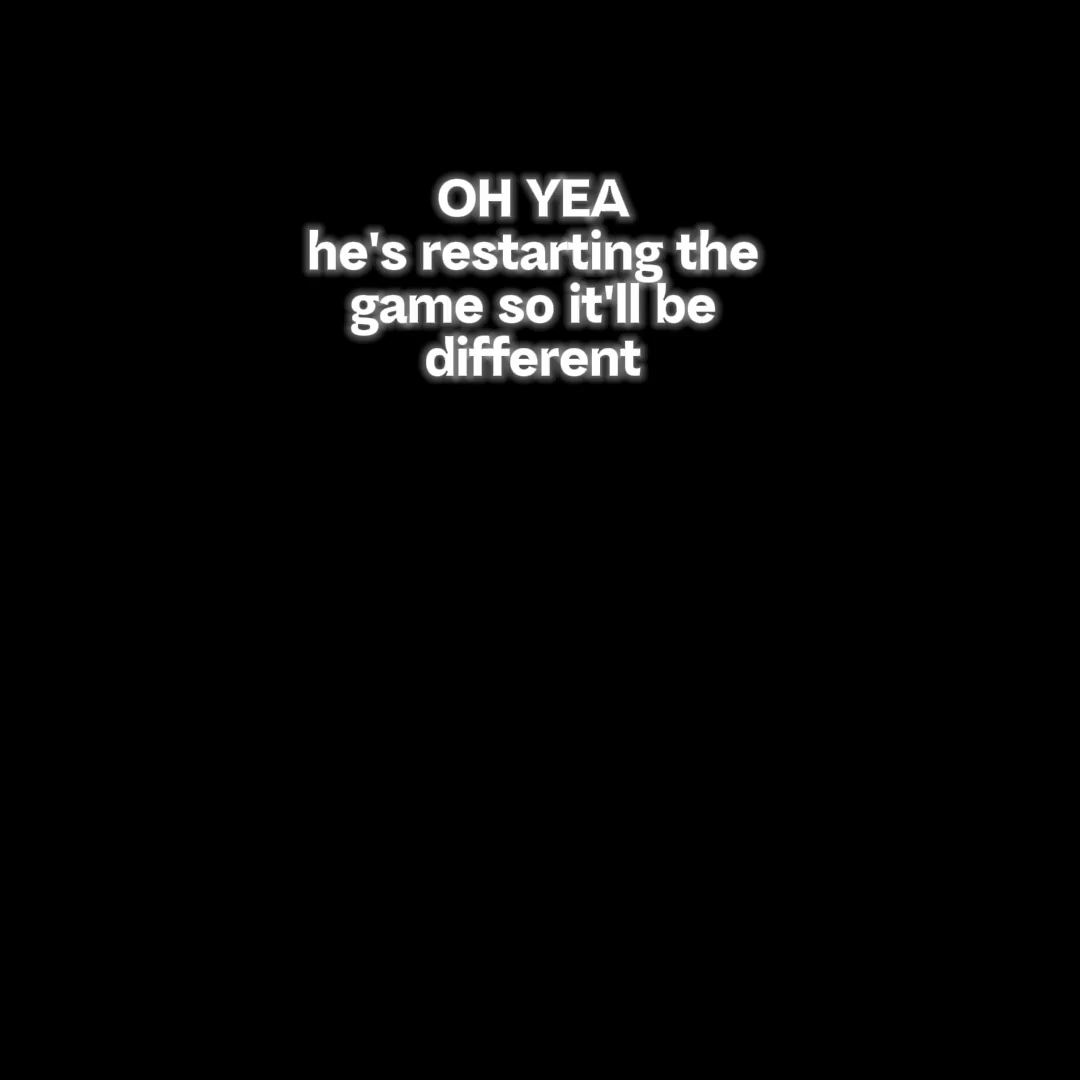 OH YEA
he's restarting the
game so it'll be
different